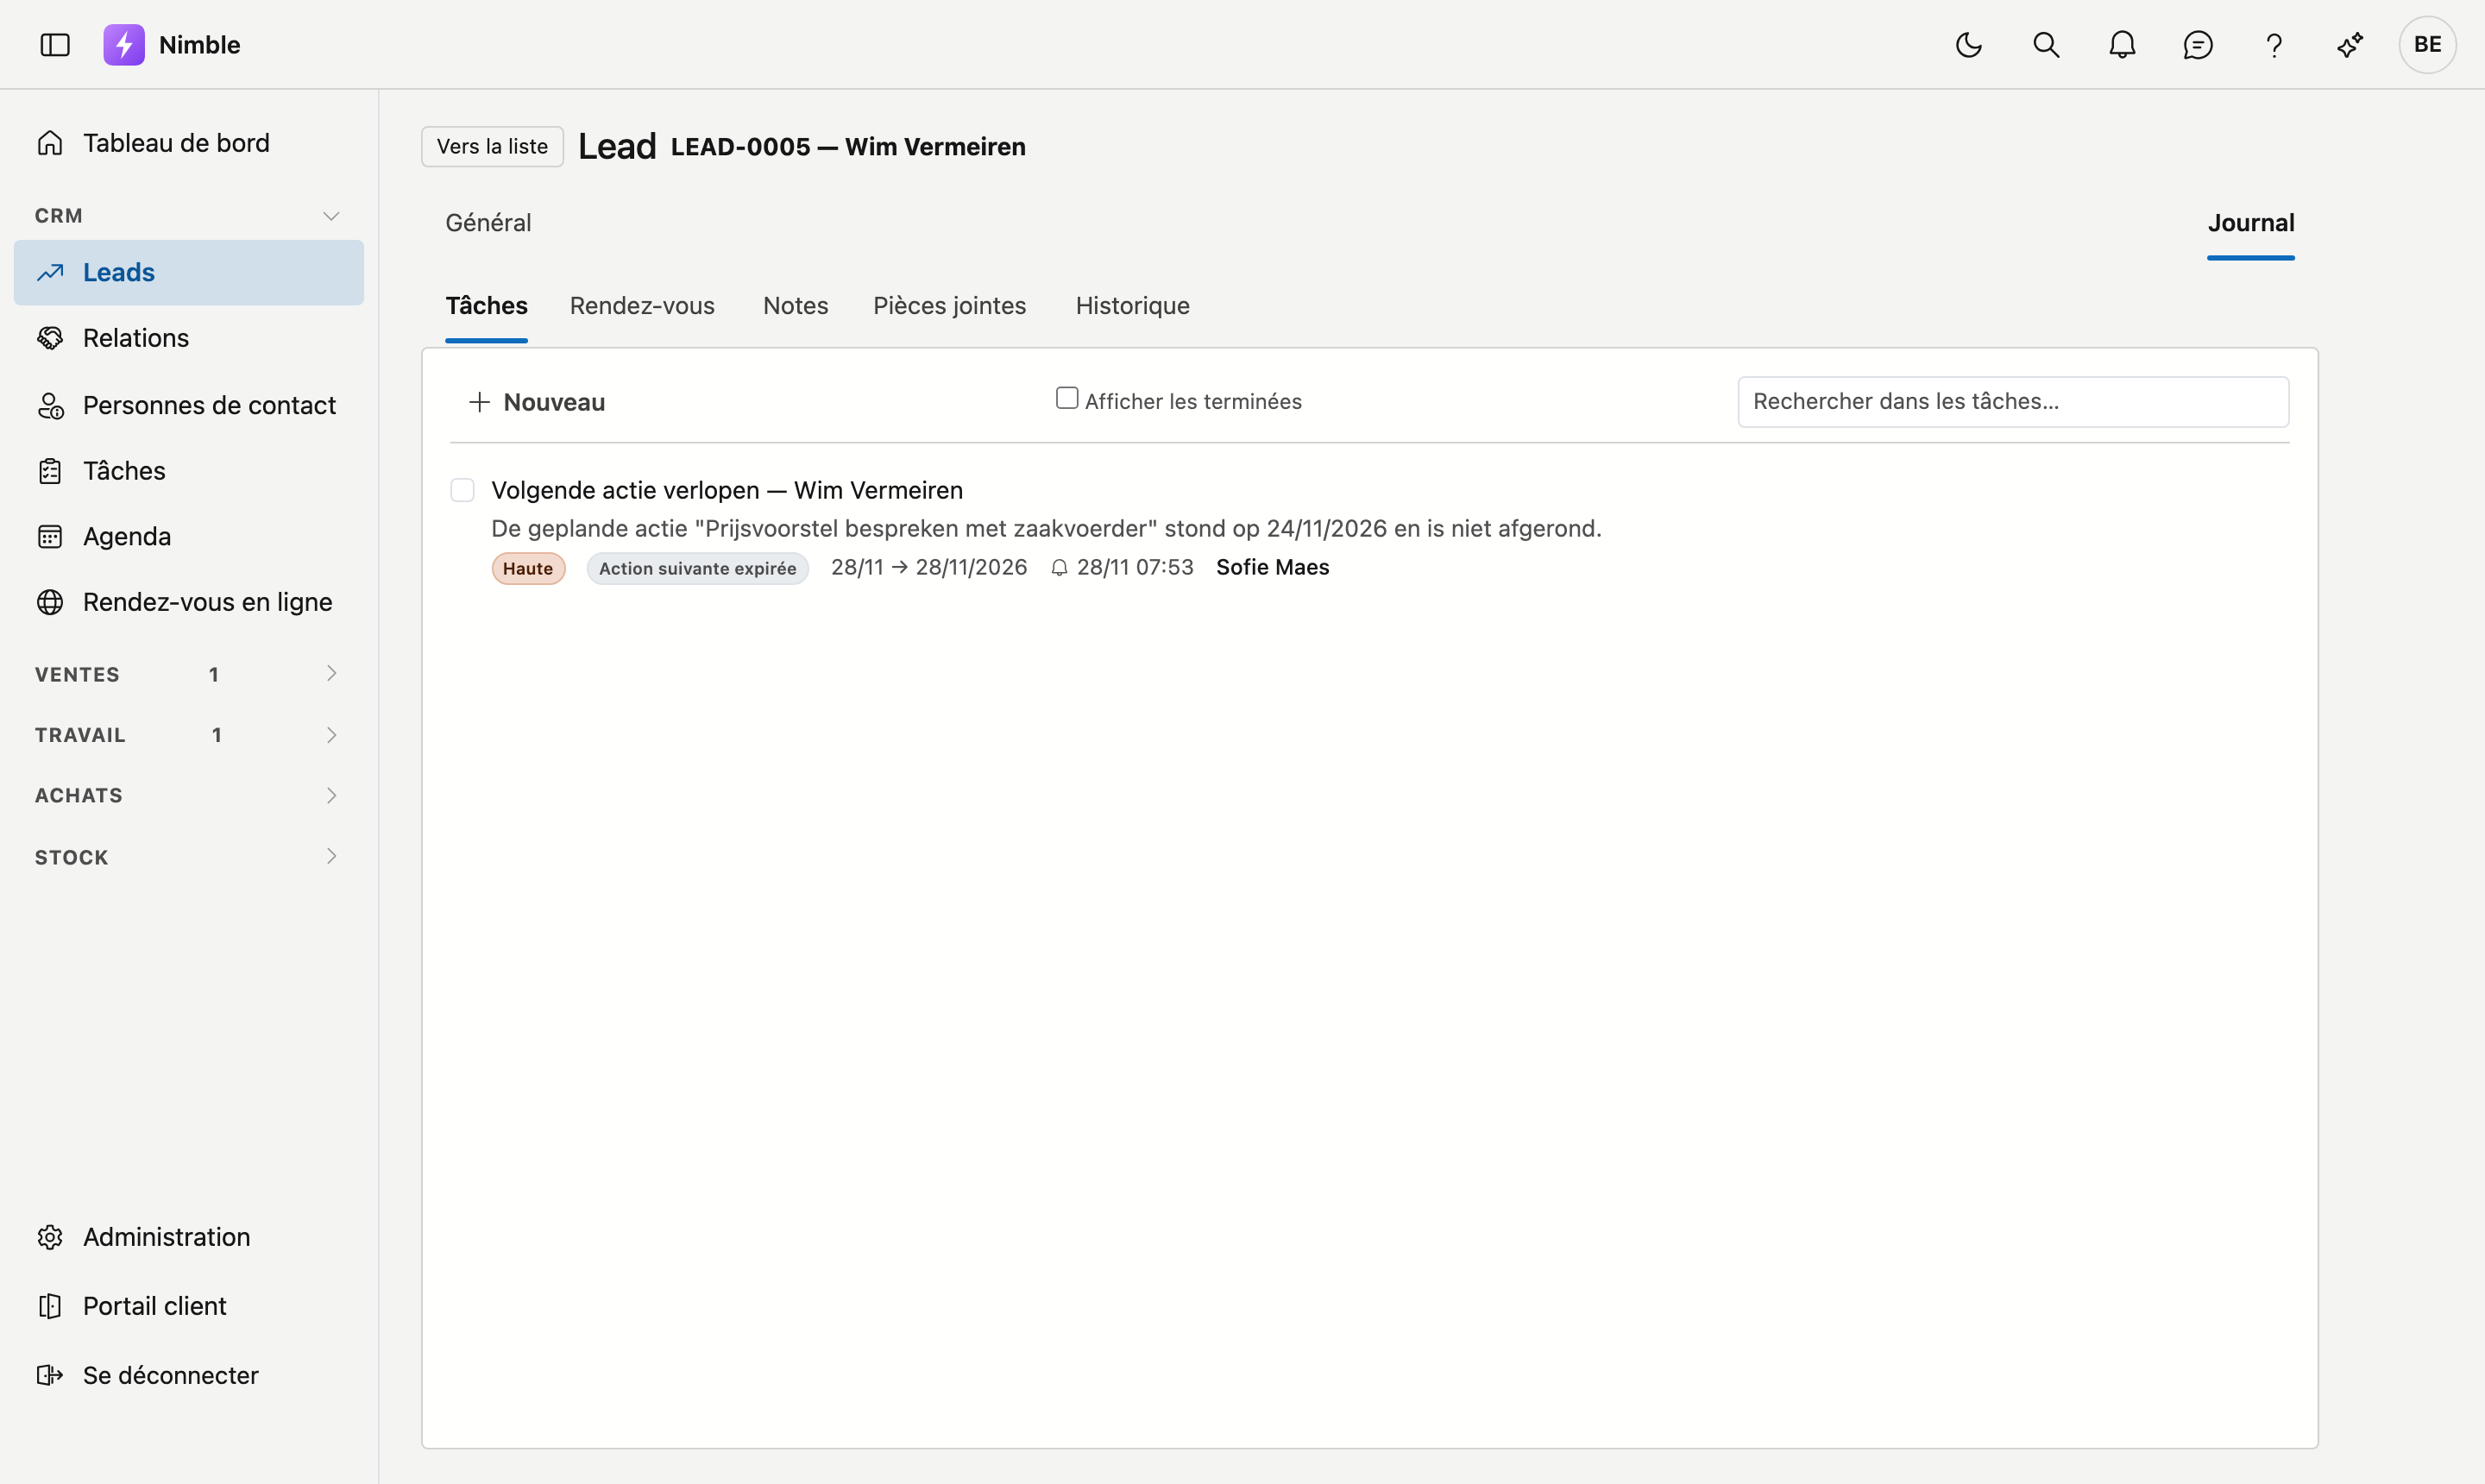 Nimble
BE
Tableau de bord
CRM
Leads
Relations
Personnes de contact
Tâches
Agenda
Rendez-vous en ligne
VENTES 1
TRAVAIL 1
ACHATS
STOCK
Administration
Portail client
Se déconnecter
Vers la liste Lead LEAD-0005 — Wim Vermeiren
Général Journal
Tâches Rendez-vous Notes Pièces jointes Historique
Nouveau Afficher les terminées Rechercher dans les tâches...
Volgende actie verlopen — Wim Vermeiren
De geplande actie "Prijsvoorstel bespreken met zaakvoerder" stond op 24/11/2026 en is niet afgerond.
Haute Action suivante expirée 28/11 → 28/11/2026 28/11 07:53 Sofie Maes